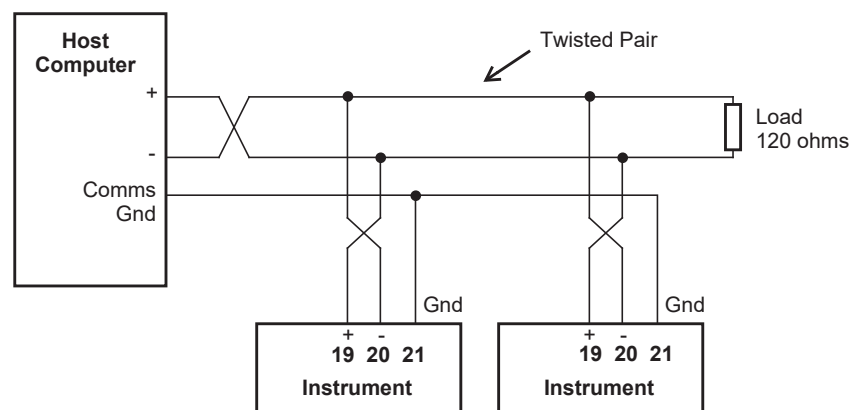 Host
Computer
Twisted Pair
+
-
Load
120 ohms
Comms
Gnd
Gnd
Gnd
+ -
19 20 21
Instrument
+ -
19 20 21
Instrument